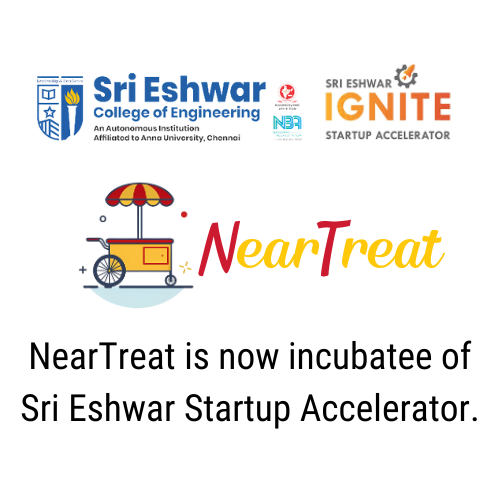 Sri Eshwar
College of Engineering
An Autonomous Institution
Affiliated to Anna University, Chennai
NBA
SRI ESHWAR
IGNITE
STARTUP ACCELERATOR
NearTreat
NearTreat is now incubatee of
Sri Eshwar Startup Accelerator.